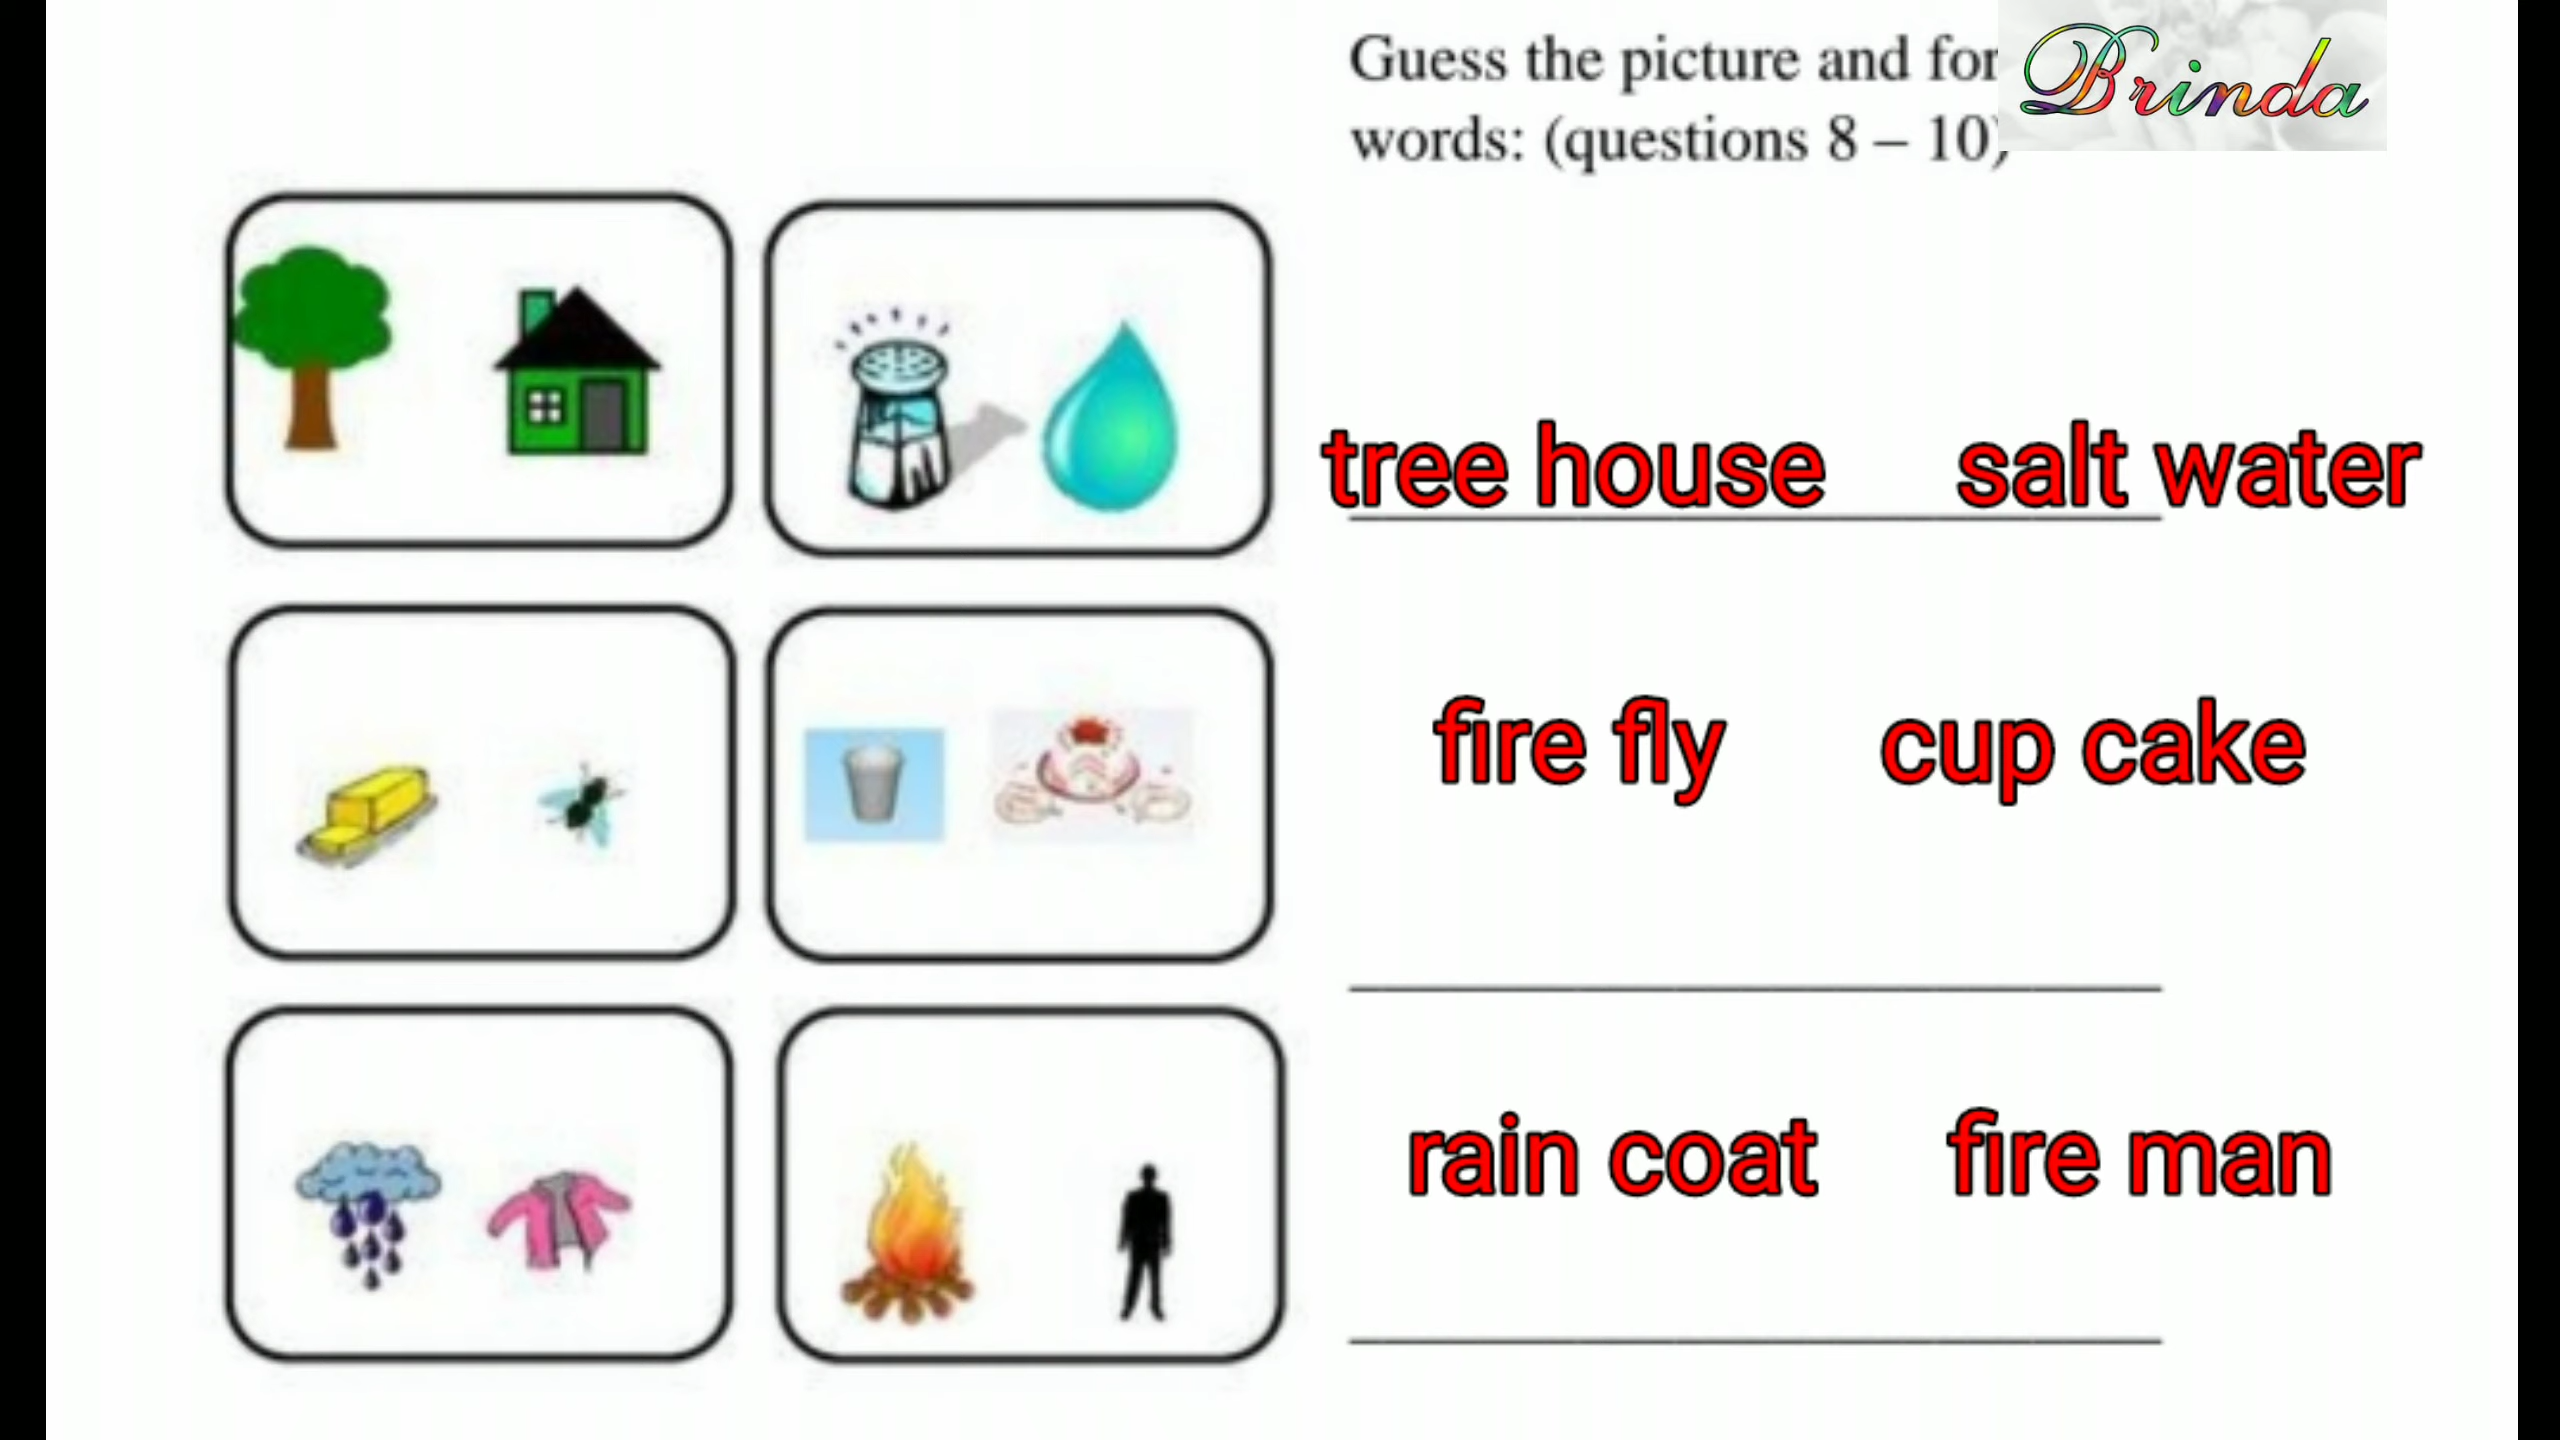 Guess the picture and for
Brinda
words: (questions 8 – 10)
tree house salt water
fire fly cup cake
rain coat fire man